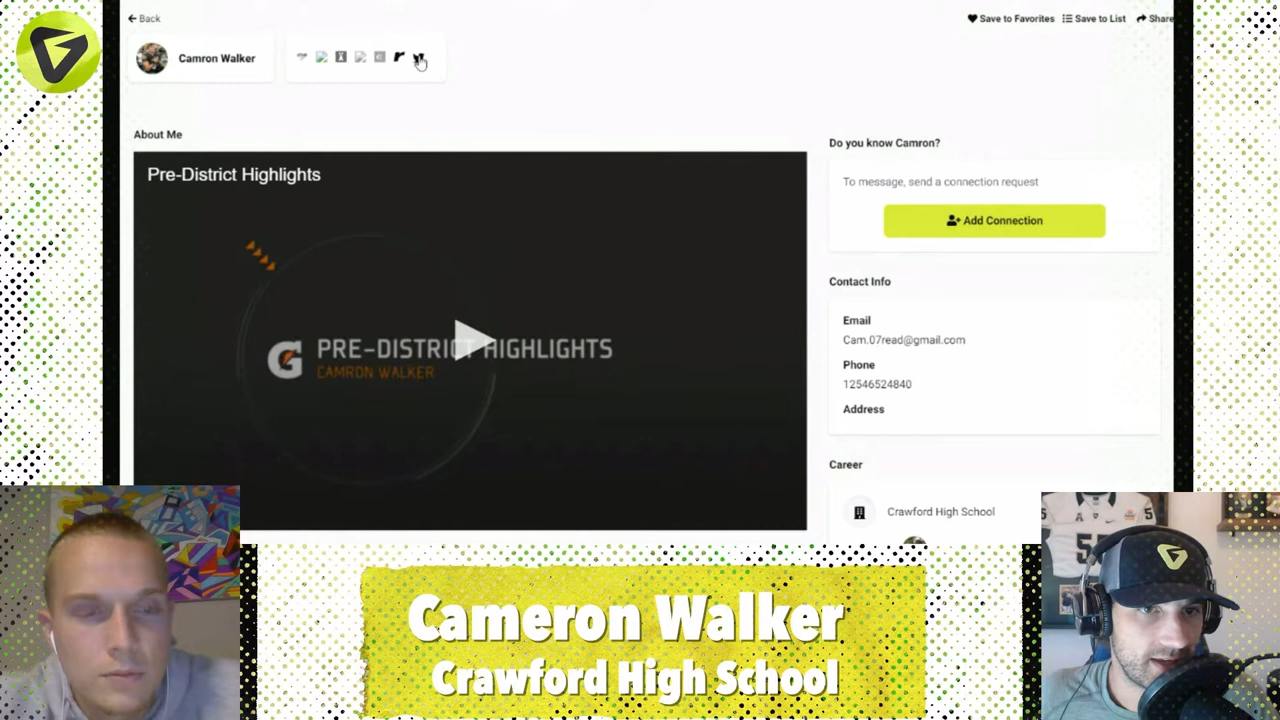 Back
Save to Favorites
Save to List
Share
Camron Walker
About Me
Pre-District Highlights
G PRE-DISTRICT HIGHLIGHTS
CAMRON WALKER
Do you know Camron?
To message, send a connection request
Add Connection
Contact Info
Email
Cam.07read@gmail.com
Phone
12546524840
Address
Career
Crawford High School
Cameron Walker
Crawford High School